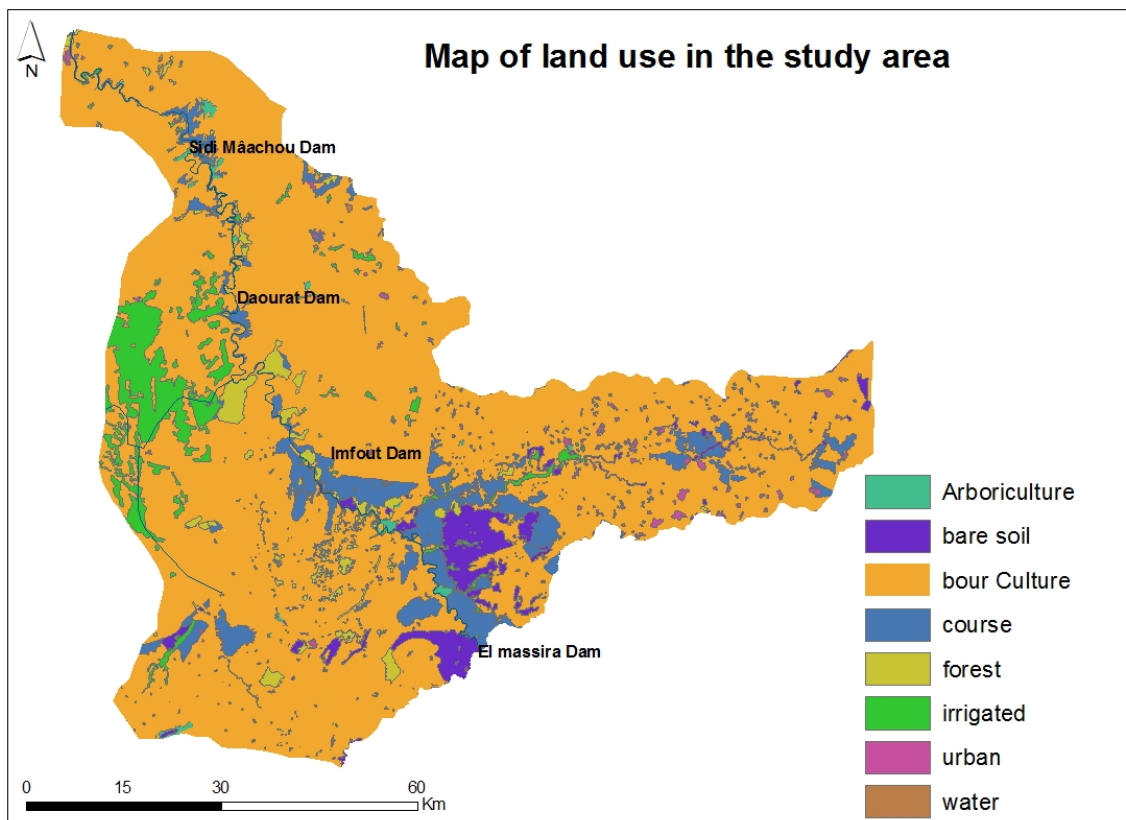 Map of land use in the study area
N
Sidi Mâachou Dam
Daourat Dam
Imfout Dam
El massira Dam
Arboriculture
bare soil
bour Culture
course
forest
irrigated
urban
water
0 15 30 60
Km